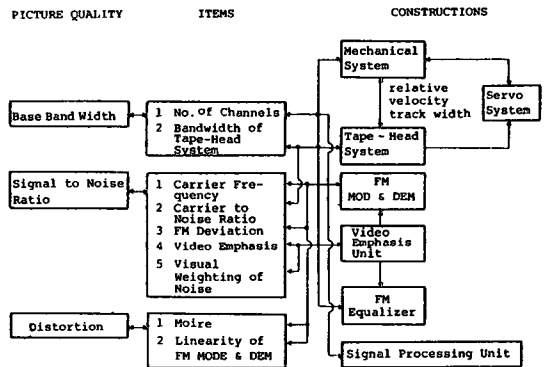 PICTURE QUALITY
ITEMS
CONSTRUCTIONS
Base Band Width
Signal to Noise
Ratio
Distortion
1 No. of Channels
2 Bandwidth of
Tape-Head
System
1 Carrier Fre-
quency
2 Carrier to
Noise Ratio
3 FM Deviation
4 Video Emphasis
5 Visual
Weighting of
Noise
1 Moire
2 Linearity of
FM MODE & DEM
Mechanical
System
relative
velocity
track width
Servo
System
Tape - Head
System
FM
MOD & DEM
Video
Emphasis
Unit
FM
Equalizer
Signal Processing Unit